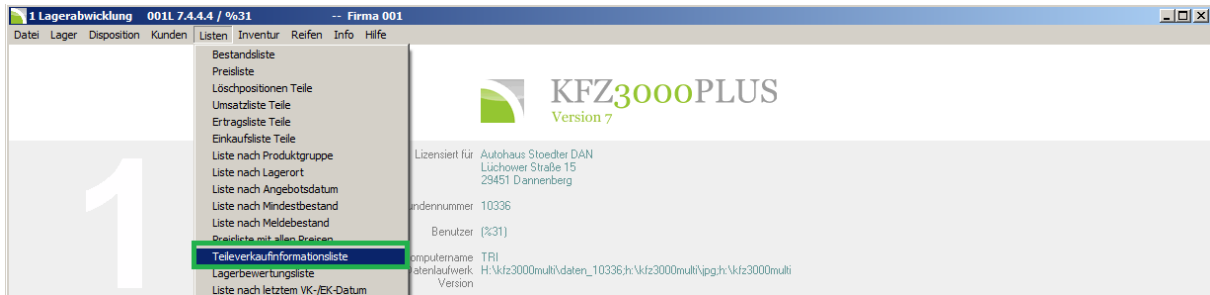 1 Lagerabwicklung 001L 7.4.4.4 / %31 -- Firma 001
Datei Lager Disposition Kunden Listen Inventur Reifen Info Hilfe
Bestandsliste
Preisliste
Löschpositionen Teile
Umsatzliste Teile
Ertragsliste Teile
Einkaufsliste Teile
Liste nach Produktgruppe
Liste nach Lagerort
Liste nach Angebotsdatum
Liste nach Mindestbestand
Liste nach Meldebestand
Preisliste mit allen Preisen
Teileverkaufinformationsliste
Lagerbewertungsliste
Liste nach letztem VK-/EK-Datum
KFZ3000PLUS
Version 7
1
Lizensiert für Autohaus Stoedter DAN
Lüchower Straße 15
29451 Dannenberg
undennummer 10336
Benutzer (%31)
omputername TRI
atenlaufwerk H:\kfz3000multi\daten_10336;h:\kfz3000multi\jpg;h:\kfz3000multi
Version